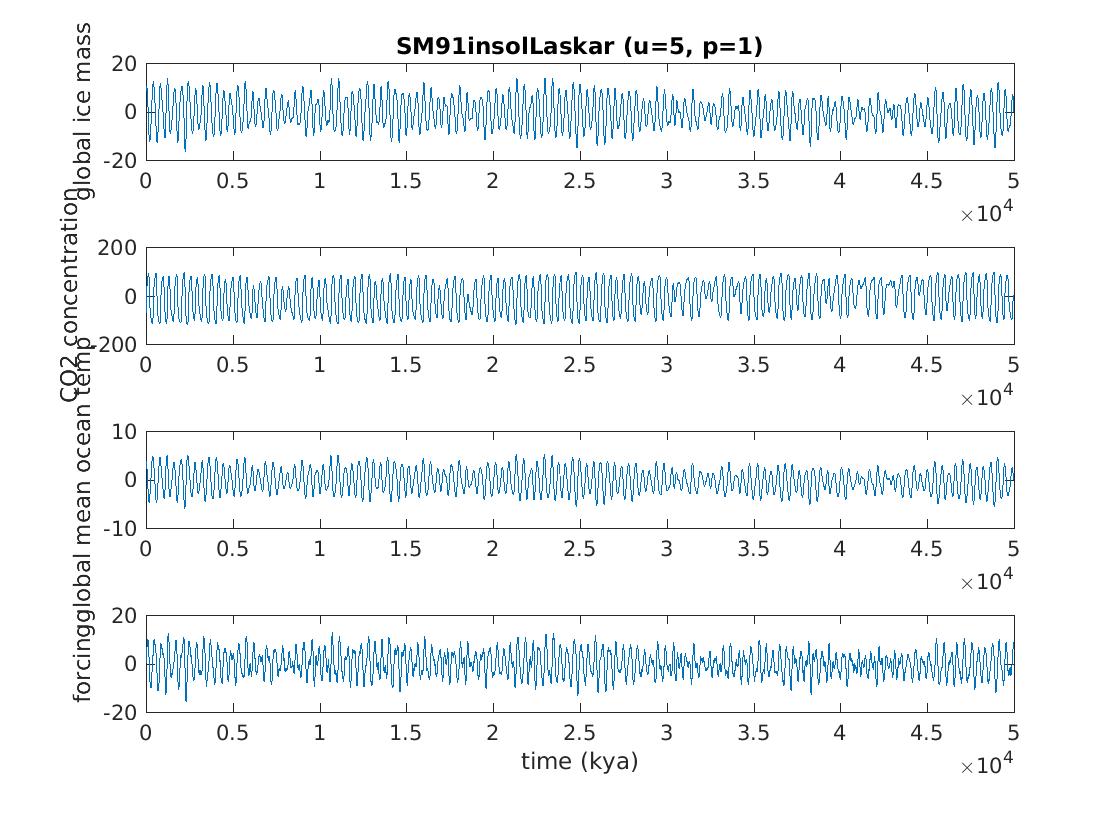 SM91insolLaskar (u=5, p=1)
global ice mass
20
0
-20
0 0.5 1 1.5 2 2.5 3 3.5 4 4.5 5
×10^4
CO2 concentration
200
0
-200
0 0.5 1 1.5 2 2.5 3 3.5 4 4.5 5
×10^4
global mean ocean temp
10
0
-10
0 0.5 1 1.5 2 2.5 3 3.5 4 4.5 5
×10^4
forcing
20
0
-20
0 0.5 1 1.5 2 2.5 3 3.5 4 4.5 5
time (kya)
×10^4